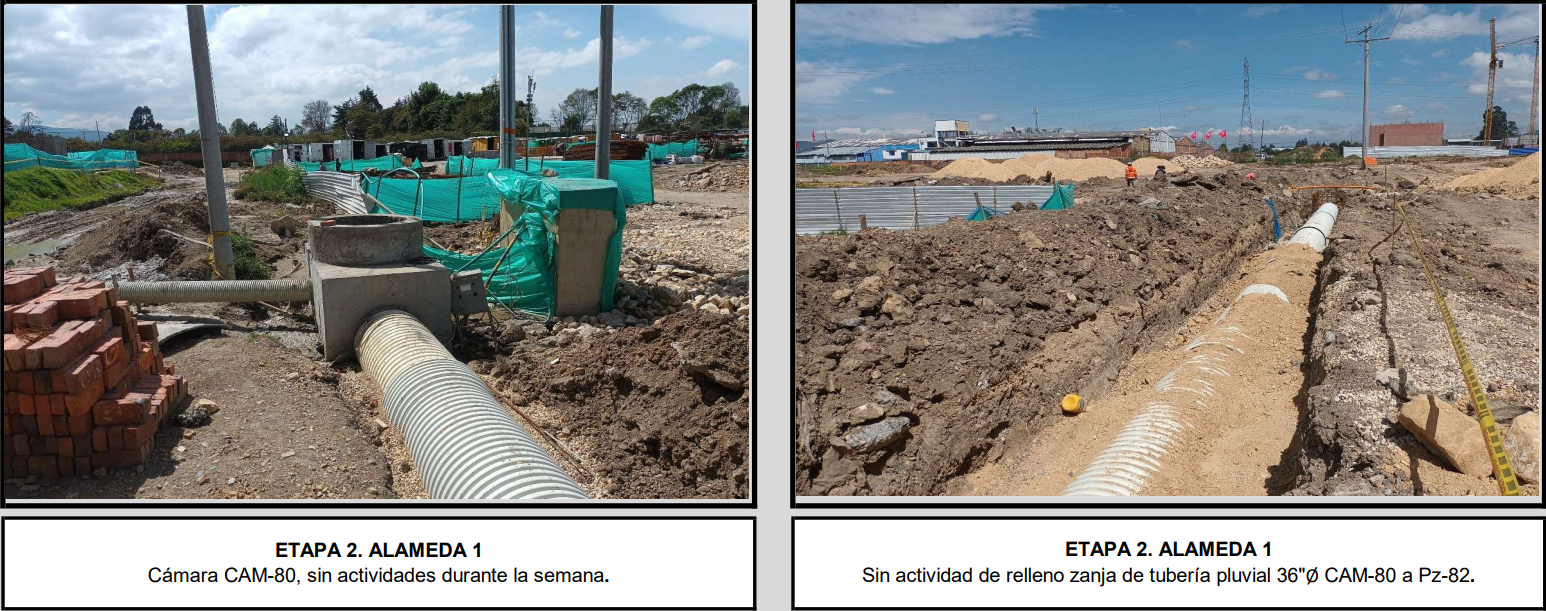 ETAPA 2. ALAMEDA 1
Cámara CAM-80, sin actividades durante la semana.
ETAPA 2. ALAMEDA 1
Sin actividad de relleno zanja de tubería pluvial 36"Ø CAM-80 a Pz-82.